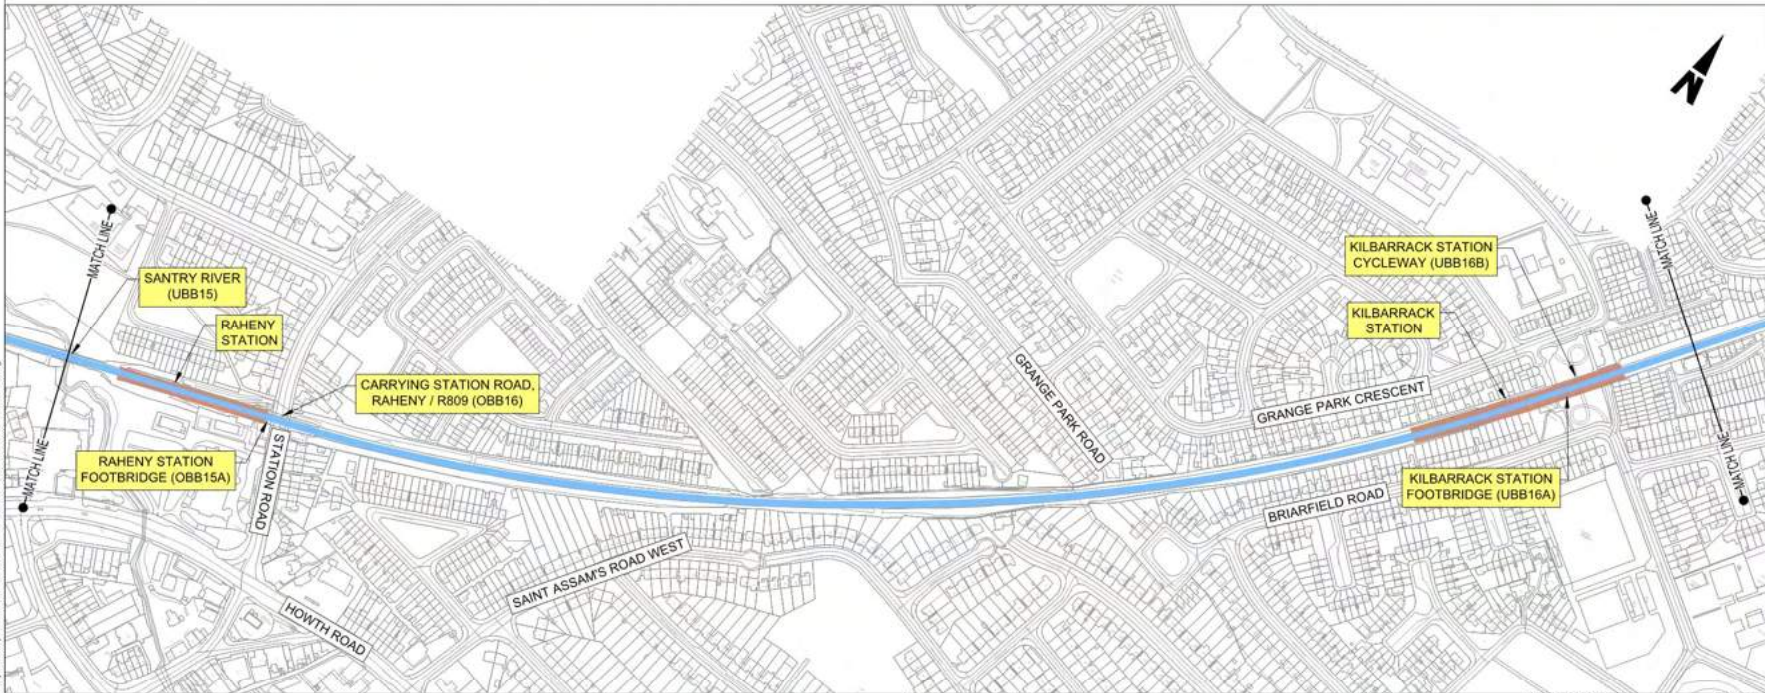 N
MATCH LINE
SANTRY RIVER
(UBB15)
RAHENY
STATION
CARRYING STATION ROAD,
RAHENY / R809 (OBB16)
RAHENY STATION
FOOTBRIDGE (OBB15A)
MATCH LINE
STATION ROAD
HOWTH ROAD
SAINT ASSAM'S ROAD WEST
GRANGE PARK ROAD
GRANGE PARK CRESCENT
BRIARFIELD ROAD
KILBARRACK STATION
CYCLEWAY (UBB16B)
KILBARRACK
STATION
KILBARRACK STATION
FOOTBRIDGE (UBB16A)
MATCH LINE
MATCH LINE